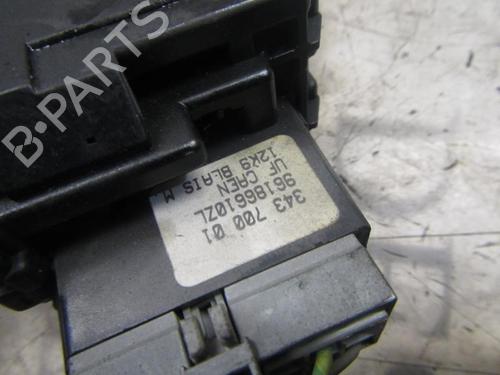 B-PARTS
343 700 01
96186610ZL
UF CAEN
12K9 BLAIS M